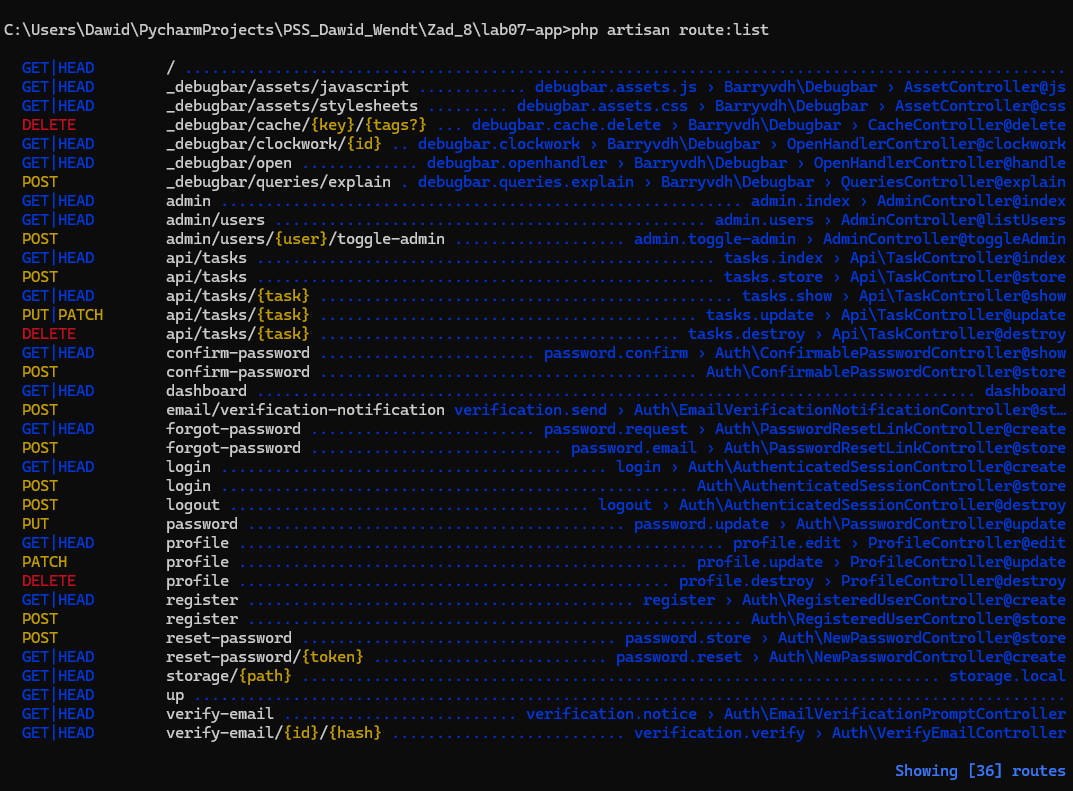 C:\Users\Dawid\PycharmProjects\PSS_Dawid_Wendt\Zad_8\lab07-app>php artisan route:list
GET|HEAD / ....................................................................................................
GET|HEAD _debugbar/assets/javascript ............ debugbar.assets.js › Barryvdh\Debugbar › AssetController@js
GET|HEAD _debugbar/assets/stylesheets ......... debugbar.assets.css › Barryvdh\Debugbar › AssetController@css
DELETE _debugbar/cache/{key}/{tags?} ... debugbar.cache.delete › Barryvdh\Debugbar › CacheController@delete
GET|HEAD _debugbar/clockwork/{id} .. debugbar.clockwork › Barryvdh\Debugbar › OpenHandlerController@clockwork
GET|HEAD _debugbar/open ............. debugbar.openhandler › Barryvdh\Debugbar › OpenHandlerController@handle
POST _debugbar/queries/explain . debugbar.queries.explain › Barryvdh\Debugbar › QueriesController@explain
GET|HEAD admin .......................................................... admin.index › AdminController@index
GET|HEAD admin/users ................................................ admin.users › AdminController@listUsers
POST admin/users/{user}/toggle-admin ................... admin.toggle-admin › AdminController@toggleAdmin
GET|HEAD api/tasks ................................................... tasks.index › Api\TaskController@index
POST api/tasks ................................................... tasks.store › Api\TaskController@store
GET|HEAD api/tasks/{task} .............................................. tasks.show › Api\TaskController@show
PUT|PATCH api/tasks/{task} .......................................... tasks.update › Api\TaskController@update
DELETE api/tasks/{task} ........................................ tasks.destroy › Api\TaskController@destroy
GET|HEAD confirm-password ........................ password.confirm › Auth\ConfirmablePasswordController@show
POST confirm-password .......................................... Auth\ConfirmablePasswordController@store
GET|HEAD dashboard ................................................................................ dashboard
POST email/verification-notification verification.send › Auth\EmailVerificationNotificationController@st…
GET|HEAD forgot-password ......................... password.request › Auth\PasswordResetLinkController@create
POST forgot-password ............................. password.email › Auth\PasswordResetLinkController@store
GET|HEAD login ........................................... login › Auth\AuthenticatedSessionController@create
POST login .................................................... Auth\AuthenticatedSessionController@store
POST logout ........................................ logout › Auth\AuthenticatedSessionController@destroy
PUT password .......................................... password.update › Auth\PasswordController@update
GET|HEAD profile ...................................................... profile.edit › ProfileController@edit
PATCH profile .................................................. profile.update › ProfileController@update
DELETE profile ................................................ profile.destroy › ProfileController@destroy
GET|HEAD register ........................................... register › Auth\RegisteredUserController@create
POST register ....................................................... Auth\RegisteredUserController@store
POST reset-password .................................... password.store › Auth\NewPasswordController@store
GET|HEAD reset-password/{token} .......................... password.reset › Auth\NewPasswordController@create
GET|HEAD storage/{path} ....................................................................... storage.local
GET|HEAD up .................................................................................................
GET|HEAD verify-email .......................... verification.notice › Auth\EmailVerificationPromptController
GET|HEAD verify-email/{id}/{hash} .......................... verification.verify › Auth\VerifyEmailController
Showing [36] routes